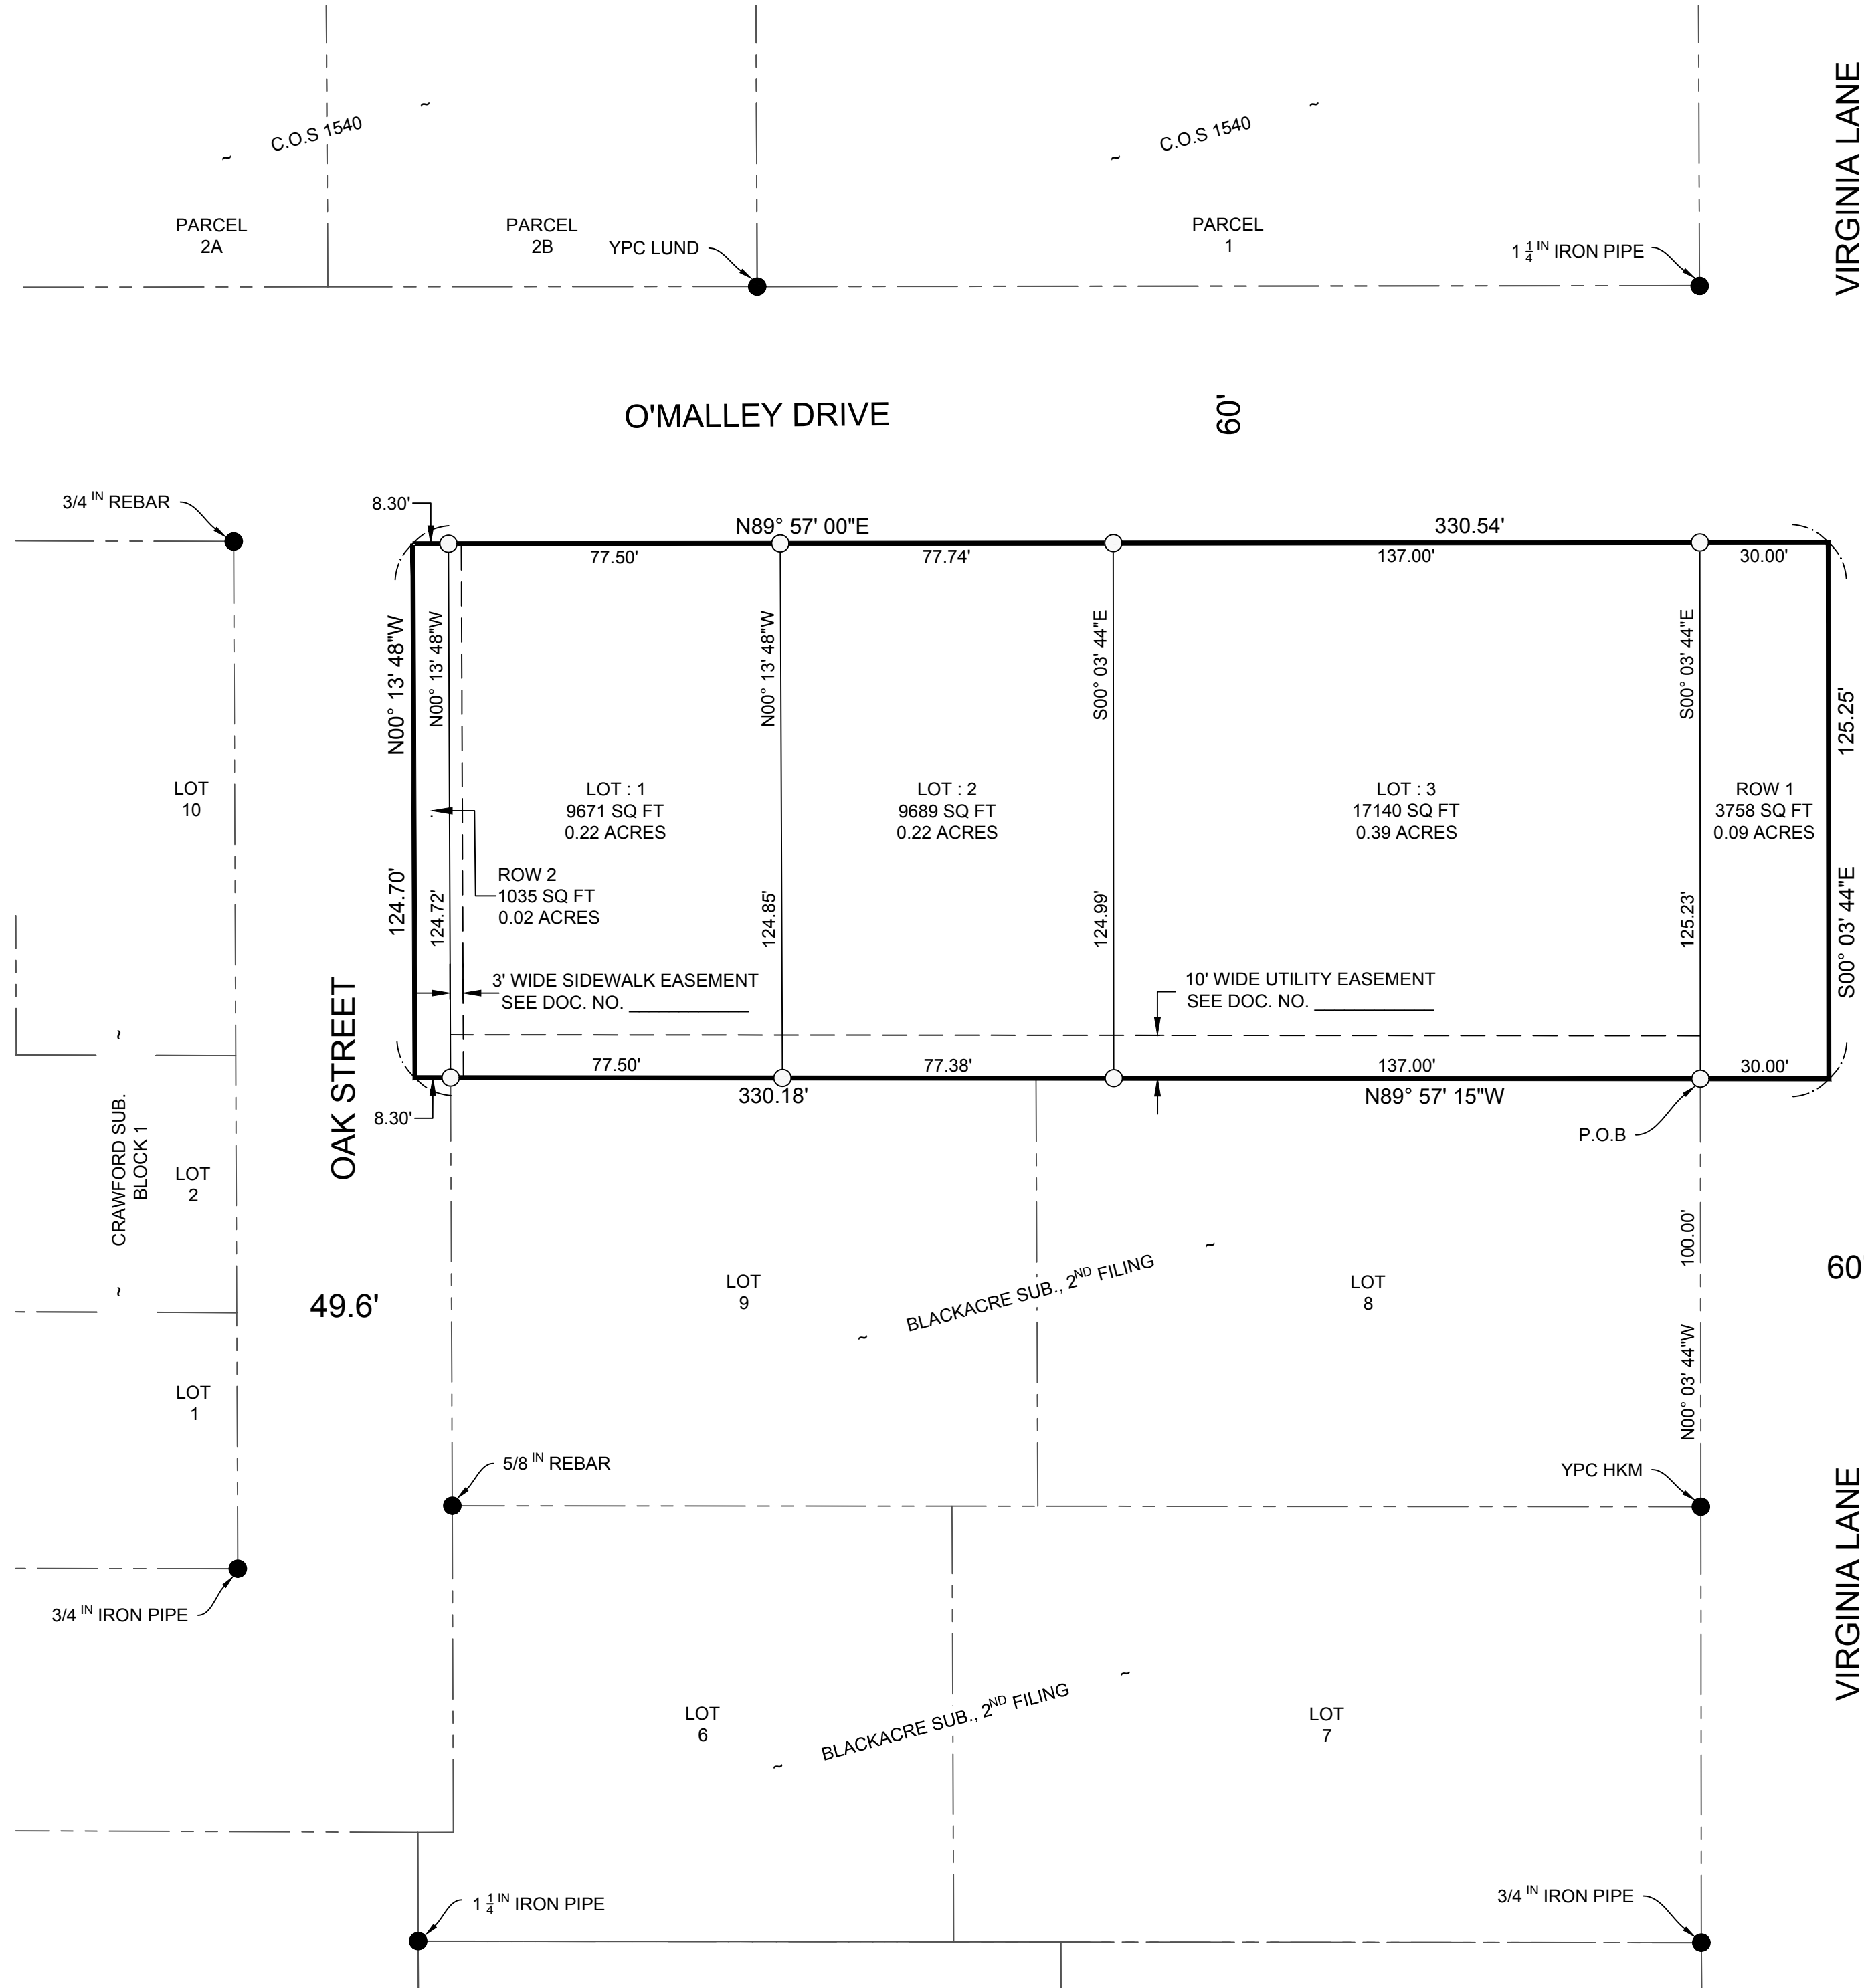 VIRGINIA LANE
~ C.O.S 1540 ~
~ C.O.S 1540 ~
PARCEL
2A
PARCEL
2B
YPC LUND
PARCEL
1
1 1/4 IN IRON PIPE
O'MALLEY DRIVE
60'
3/4 IN REBAR
8.30'
N89° 57' 00"E
330.54'
77.50'
77.74'
137.00'
30.00'
N00° 13' 48"W
124.70'
N00° 13' 48"W
124.72'
N00° 13' 48"W
124.85'
S00° 03' 44"E
124.99'
S00° 03' 44"E
125.23'
125.25'
S00° 03' 44"E
LOT
10
LOT : 1
9671 SQ FT
0.22 ACRES
LOT : 2
9689 SQ FT
0.22 ACRES
LOT : 3
17140 SQ FT
0.39 ACRES
ROW 1
3758 SQ FT
0.09 ACRES
ROW 2
1035 SQ FT
0.02 ACRES
3' WIDE SIDEWALK EASEMENT
SEE DOC. NO. ____________
10' WIDE UTILITY EASEMENT
SEE DOC. NO. ____________
77.50'
77.38'
137.00'
30.00'
8.30'
330.18'
N89° 57' 15"W
P.O.B
OAK STREET
49.6'
~ CRAWFORD SUB. ~
BLOCK 1
LOT
2
LOT
1
LOT
9
~ BLACKACRE SUB., 2ND FILING ~
LOT
8
100.00'
N00° 03' 44"W
60
5/8 IN REBAR
YPC HKM
VIRGINIA LANE
3/4 IN IRON PIPE
LOT
6
~ BLACKACRE SUB., 2ND FILING ~
LOT
7
1 1/4 IN IRON PIPE
3/4 IN IRON PIPE